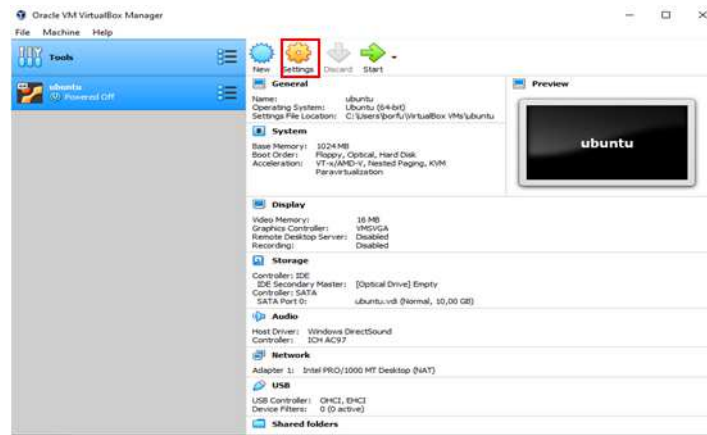 Oracle VM VirtualBox Manager
File Machine Help
Tools
ubuntu
Powered Off
New Settings Discard Start
General
Name: ubuntu
Operating System: Ubuntu (64-bit)
Settings File Location: C:\Users\borfu\VirtualBox VMs\ubuntu
System
Base Memory: 1024 MB
Boot Order: Floppy, Optical, Hard Disk
Acceleration: VT-x/AMD-V, Nested Paging, KVM
Paravirtualization
Preview
ubuntu
Display
Video Memory: 16 MB
Graphics Controller: VMSVGA
Remote Desktop Server: Disabled
Recording: Disabled
Storage
Controller: IDE
IDE Secondary Master: [Optical Drive] Empty
Controller: SATA
SATA Port 0: ubuntu.vdi (Normal, 10,00 GB)
Audio
Host Driver: Windows DirectSound
Controller: ICH AC97
Network
Adapter 1: Intel PRO/1000 MT Desktop (NAT)
USB
USB Controller: OHCI, EHCI
Device Filters: 0 (0 active)
Shared folders